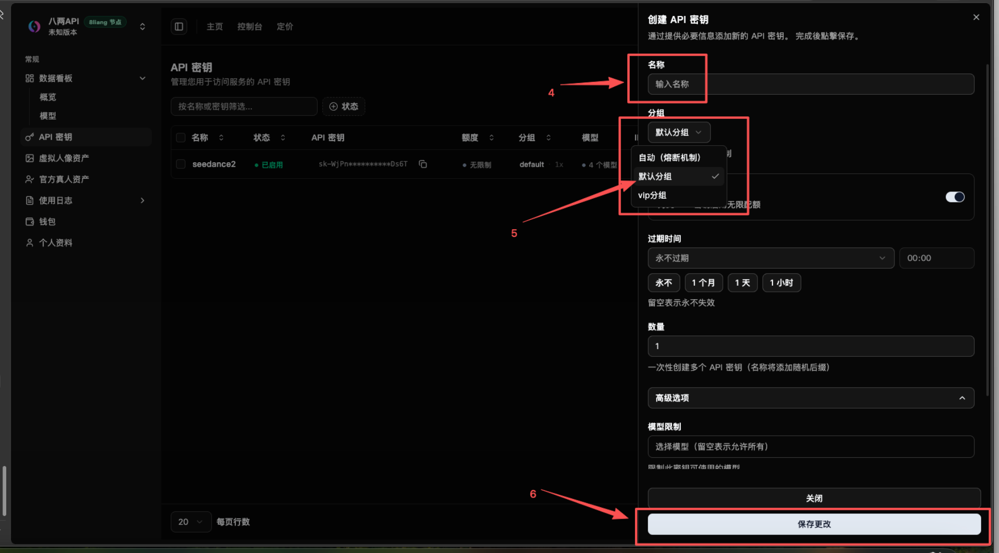 八两API
8liang 节点
未知版本
常规
数据看板
概览
模型
API 密钥
虚拟人像资产
官方真人资产
使用日志
钱包
个人资料
主页
控制台
定价
API 密钥
管理您用于访问服务的 API 密钥
按名称或密钥筛选...
状态
名称 状态 API 密钥 额度 分组 模型
seedance2 已启用 sk-WjPn**********Ds6T 无限制 default · 1x 4 个模型
20 每页行数
创建 API 密钥
通过提供必要信息添加新的 API 密钥。 完成後點擊保存。
名称
输入名称
4
分组
默认分组
自动（熔断机制）
制
默认分组
vip分组
无限配额
5
过期时间
永不过期
00:00
永不 1 个月 1 天 1 小时
留空表示永不失效
数量
1
一次性创建多个 API 密钥（名称将添加随机后缀）
高级选项
模型限制
选择模型（留空表示允许所有）
限制此密钥可使用的模型
关闭
6
保存更改